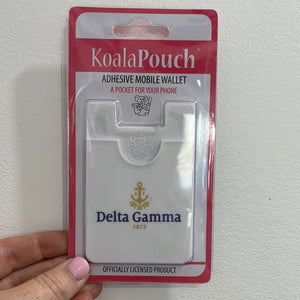 KoalaPouch®
ADHESIVE MOBILE WALLET
A POCKET FOR YOUR PHONE
Delta Gamma
1873
OFFICIALLY LICENSED PRODUCT